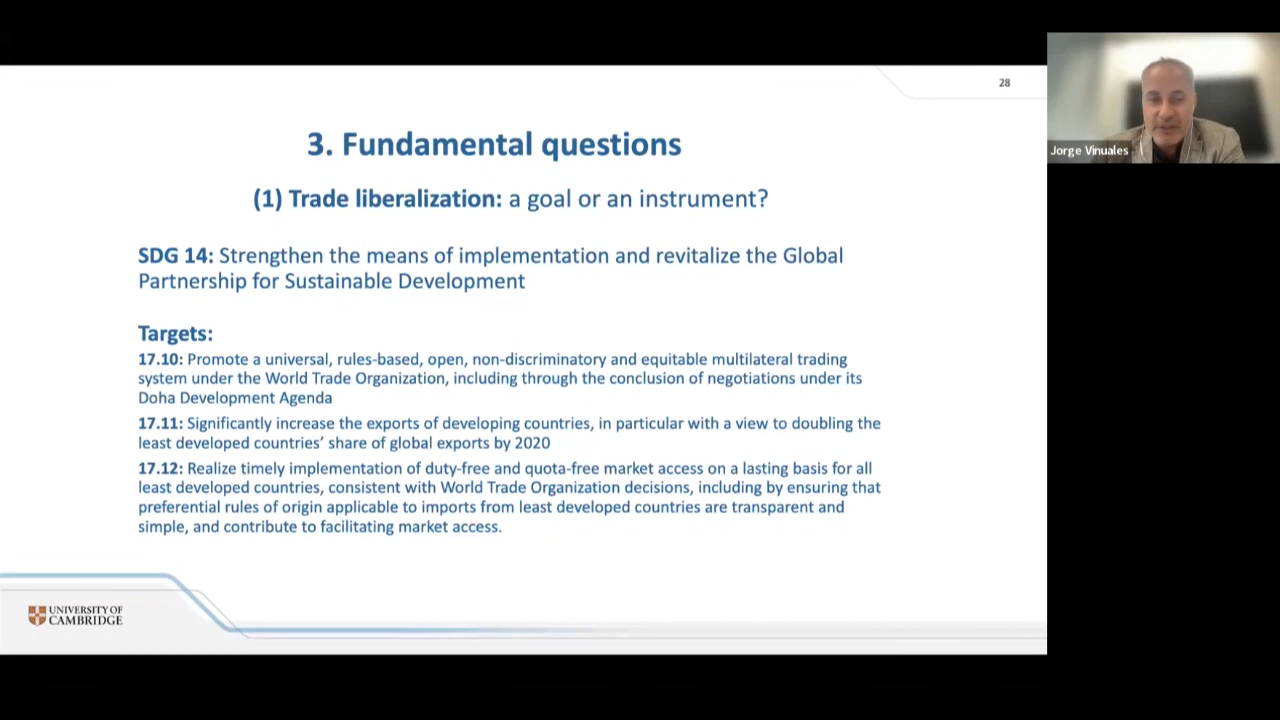 28
3. Fundamental questions
(1) Trade liberalization: a goal or an instrument?
SDG 14: Strengthen the means of implementation and revitalize the Global
Partnership for Sustainable Development
Targets:
17.10: Promote a universal, rules-based, open, non-discriminatory and equitable multilateral trading
system under the World Trade Organization, including through the conclusion of negotiations under its
Doha Development Agenda
17.11: Significantly increase the exports of developing countries, in particular with a view to doubling the
least developed countries’ share of global exports by 2020
17.12: Realize timely implementation of duty-free and quota-free market access on a lasting basis for all
least developed countries, consistent with World Trade Organization decisions, including by ensuring that
preferential rules of origin applicable to imports from least developed countries are transparent and
simple, and contribute to facilitating market access.
UNIVERSITY OF
CAMBRIDGE
Jorge Vinuales